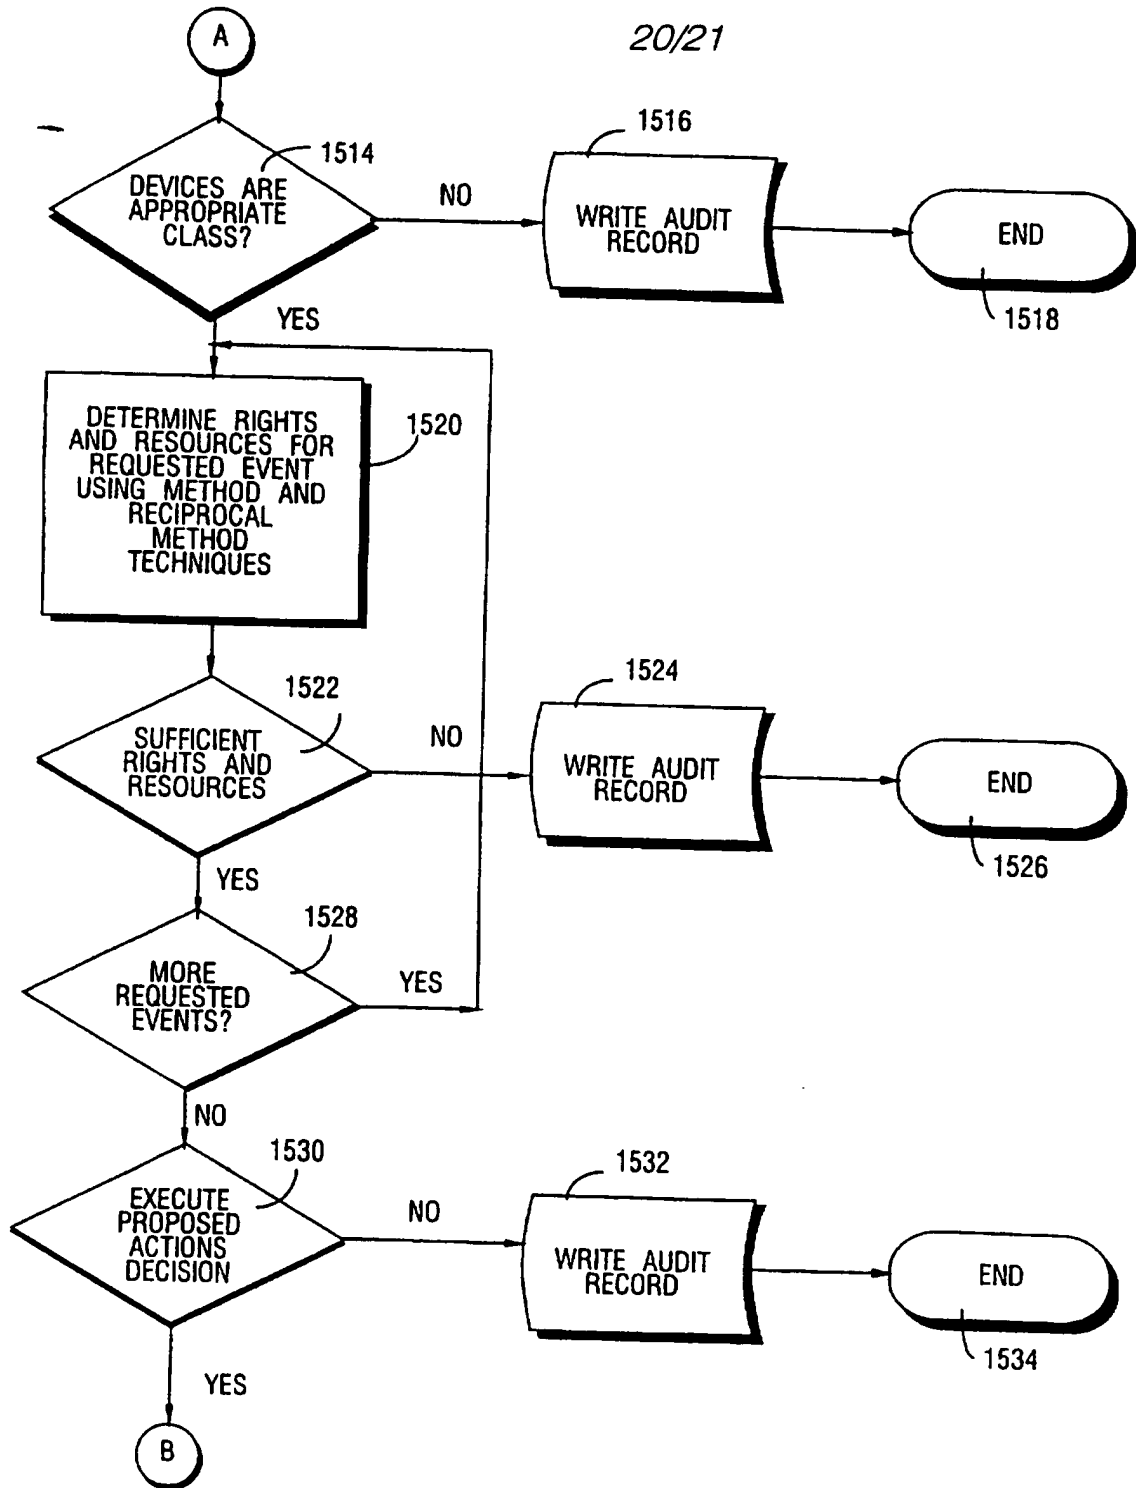 20/21
A
1514
DEVICES ARE
APPROPRIATE
CLASS?
NO
1516
WRITE AUDIT
RECORD
END
1518
YES
DETERMINE RIGHTS
AND RESOURCES FOR
REQUESTED EVENT
USING METHOD AND
RECIPROCAL
METHOD
TECHNIQUES
1520
1522
SUFFICIENT
RIGHTS AND
RESOURCES
NO
1524
WRITE AUDIT
RECORD
END
1526
YES
1528
MORE
REQUESTED
EVENTS?
YES
NO
1530
EXECUTE
PROPOSED
ACTIONS
DECISION
NO
1532
WRITE AUDIT
RECORD
END
1534
YES
B